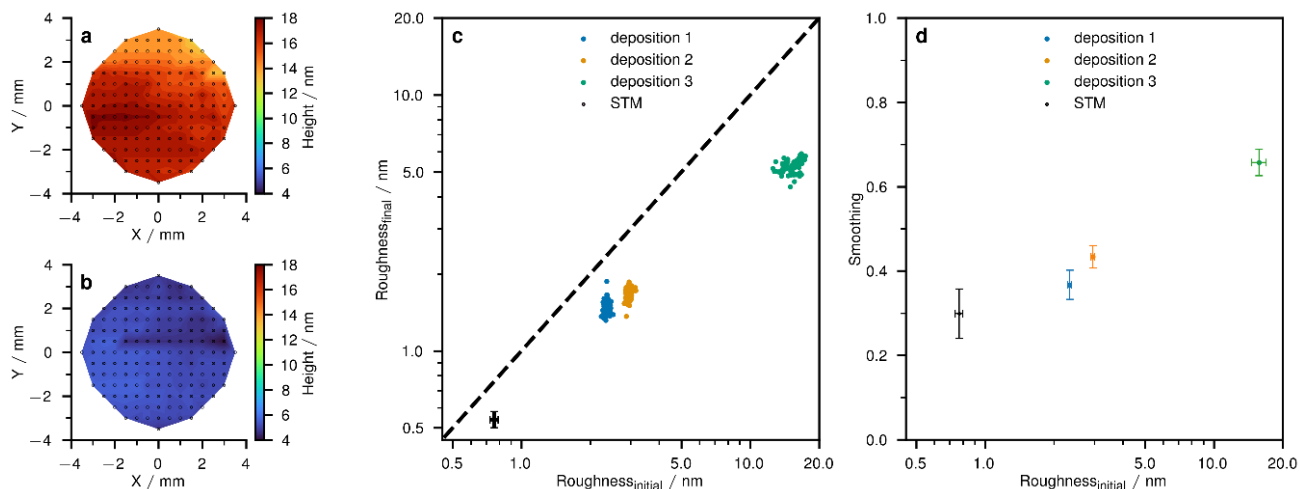 a
4
2
0
−2
−4
Y / mm
−4 −2 0 2 4
X / mm
18
16
14
12
10
8
6
4
Height / nm
b
4
2
0
−2
−4
Y / mm
−4 −2 0 2 4
X / mm
18
16
14
12
10
8
6
4
Height / nm
c
deposition 1
deposition 2
deposition 3
STM
20.0
10.0
5.0
1.0
0.5
Roughness_final / nm
0.5 1.0 5.0 10.0 20.0
Roughness_initial / nm
d
deposition 1
deposition 2
deposition 3
STM
1.0
0.8
0.6
0.4
0.2
0.0
Smoothing
0.5 1.0 5.0 10.0 20.0
Roughness_initial / nm